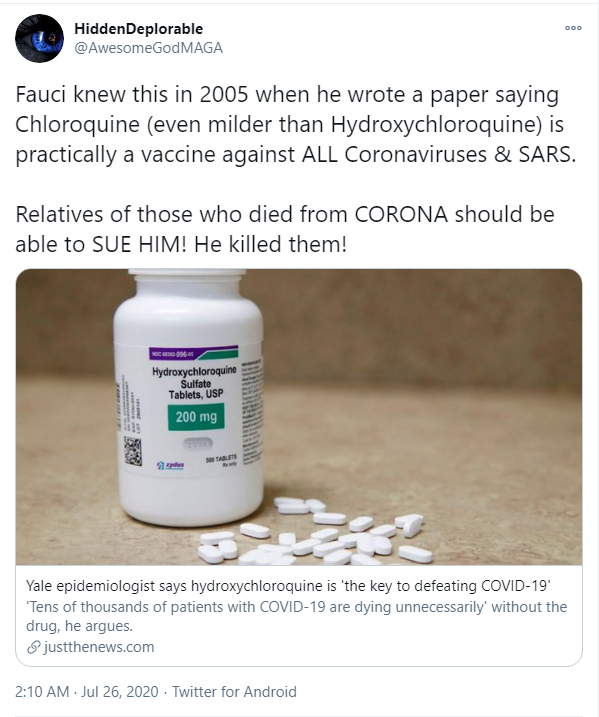 HiddenDeplorable
@AwesomeGodMAGA
Fauci knew this in 2005 when he wrote a paper saying
Chloroquine (even milder than Hydroxychloroquine) is
practically a vaccine against ALL Coronaviruses & SARS.
Relatives of those who died from CORONA should be
able to SUE HIM! He killed them!
Hydroxychloroquine
Sulfate
Tablets, USP
200 mg
zydus
500 TABLETS
Rx only
Yale epidemiologist says hydroxychloroquine is 'the key to defeating COVID-19'
'Tens of thousands of patients with COVID-19 are dying unnecessarily' without the
drug, he argues.
justthenews.com
2:10 AM · Jul 26, 2020 · Twitter for Android